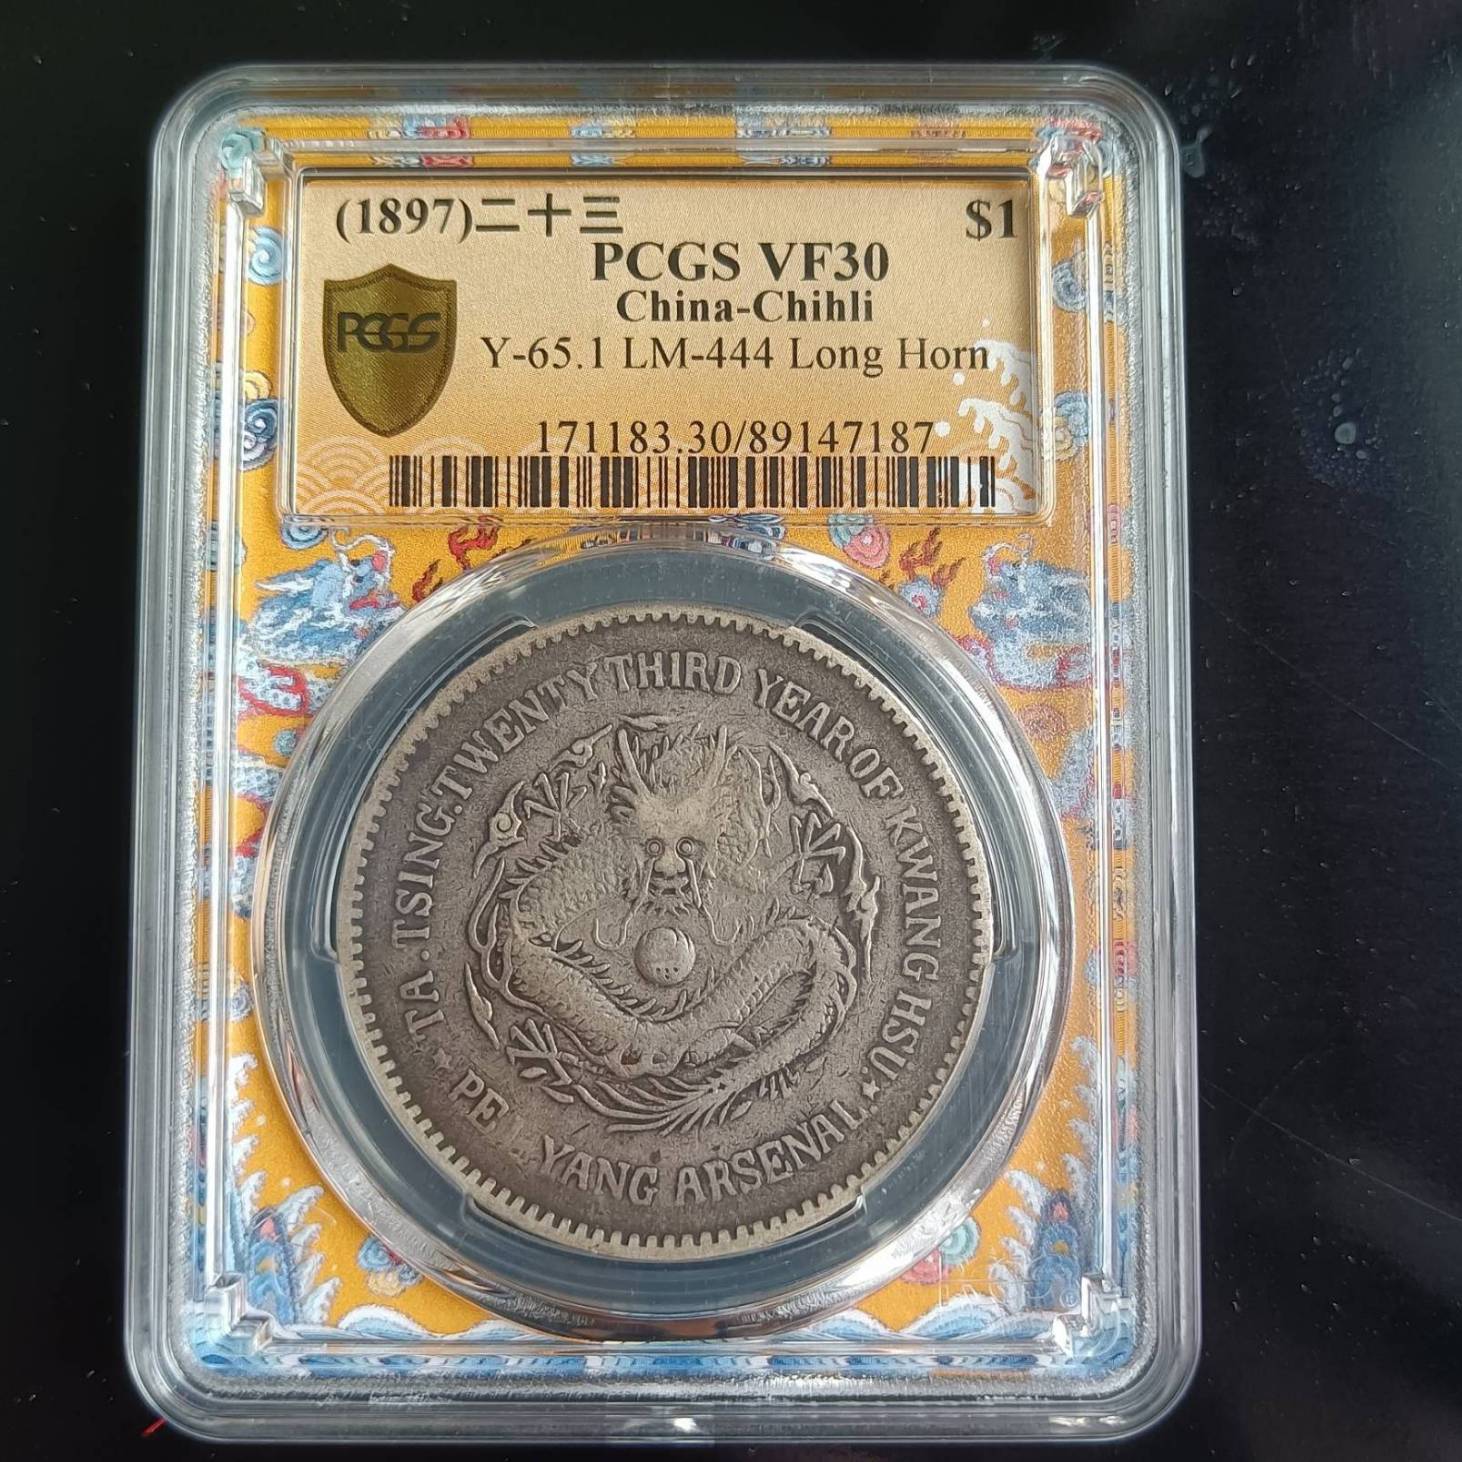 (1897)二十三 $1
PCGS VF30
China-Chihli
PCGS
Y-65.1 LM-444 Long Horn
171183.30/89147187
TA·TSING.TWENTY THIRD YEAR OF KWANG HSU.
PE YANG ARSENAL.